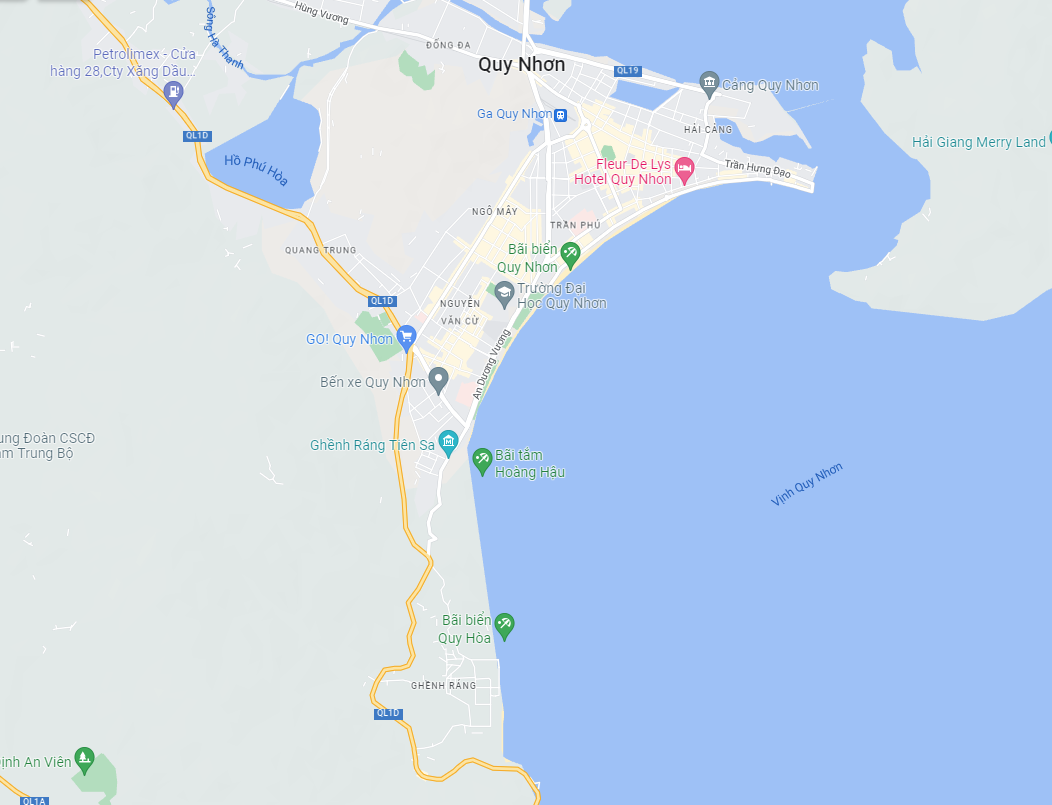 Hùng Vương
Sông Hà Thanh
ĐỐNG ĐA
Quy Nhơn
Petrolimex - Cửa
hàng 28,Cty Xăng Dầu...
QL19
Cảng Quy Nhơn
Ga Quy Nhơn
HẢI CẢNG
QL1D
Hải Giang Merry Land
Hồ Phú Hòa
Fleur De Lys
Hotel Quy Nhon
Trần Hưng Đạo
NGÔ MÂY
TRẦN PHÚ
QUANG TRUNG
Bãi biển
Quy Nhơn
Trường Đại
Học Quy Nhơn
QL1D
NGUYỄN
VĂN CỪ
GO! Quy Nhơn
An Dương Vương
Bến xe Quy Nhơn
ung Đoàn CSCĐ
am Trung Bộ
Ghềnh Ráng Tiên Sa
Bãi tắm
Hoàng Hậu
Vịnh Quy Nhơn
Bãi biển
Quy Hòa
GHỀNH RÁNG
QL1D
Định An Viên
QL1A